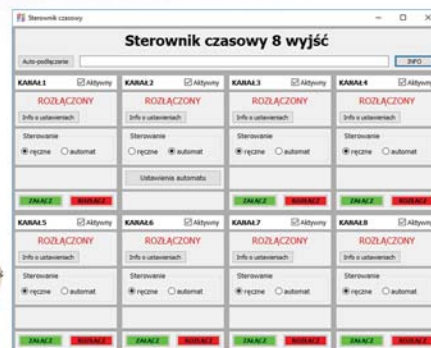 Sterownik czasowy
Sterownik czasowy 8 wyjść
Auto-podłączanie INFO
KANAŁ1 Aktywny KANAŁ2 Aktywny KANAŁ3 Aktywny KANAŁ4 Aktywny
ROZŁĄCZONY ROZŁĄCZONY ROZŁĄCZONY ROZŁĄCZONY
Info o ustawieniach Info o ustawieniach Info o ustawieniach Info o ustawieniach
Sterowanie Sterowanie Sterowanie Sterowanie
ręczne automat ręczne automat ręczne automat ręczne automat
Ustawienia automatu
ZAŁĄCZ ROZŁĄCZ ZAŁĄCZ ROZŁĄCZ ZAŁĄCZ ROZŁĄCZ
KANAŁ5 Aktywny KANAŁ6 Aktywny KANAŁ7 Aktywny KANAŁ8 Aktywny
ROZŁĄCZONY ROZŁĄCZONY ROZŁĄCZONY ROZŁĄCZONY
Info o ustawieniach Info o ustawieniach Info o ustawieniach Info o ustawieniach
Sterowanie Sterowanie Sterowanie Sterowanie
ręczne automat ręczne automat ręczne automat ręczne automat
ZAŁĄCZ ROZŁĄCZ ZAŁĄCZ ROZŁĄCZ ZAŁĄCZ ROZŁĄCZ ZAŁĄCZ ROZŁĄCZ